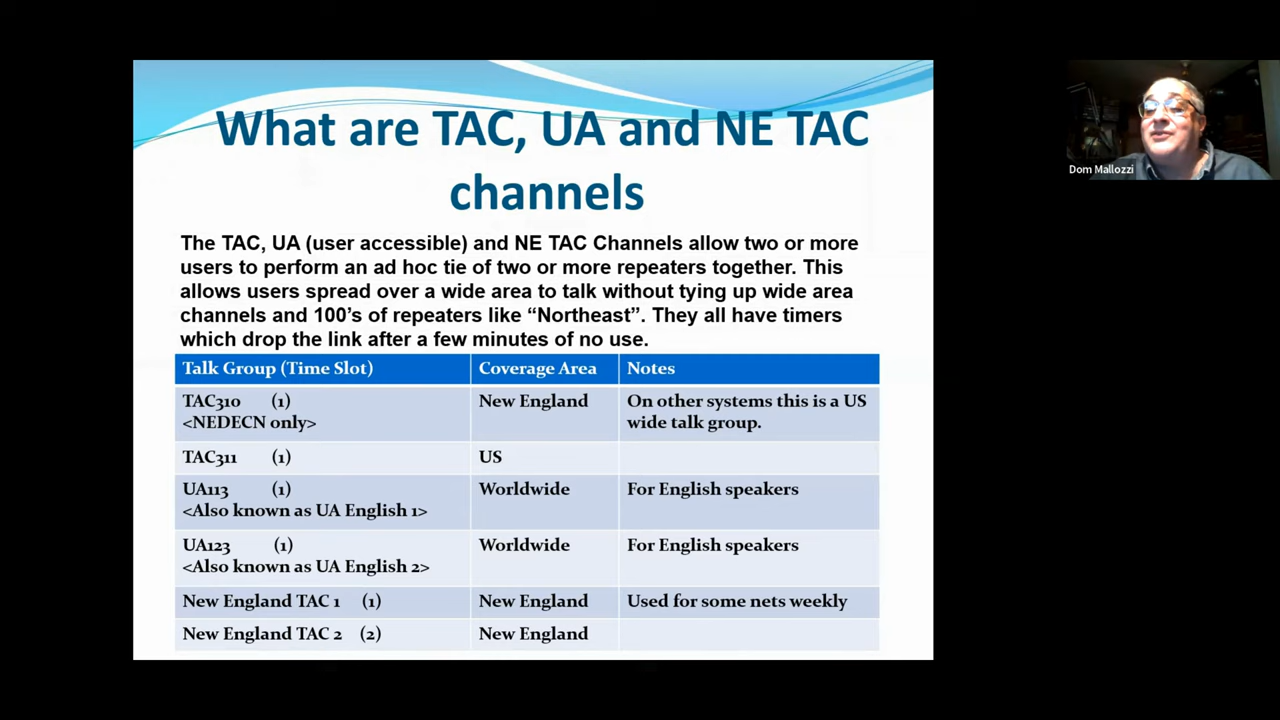 What are TAC, UA and NE TAC
channels
Dom Mallozzi
The TAC, UA (user accessible) and NE TAC Channels allow two or more
users to perform an ad hoc tie of two or more repeaters together. This
allows users spread over a wide area to talk without tying up wide area
channels and 100’s of repeaters like “Northeast”. They all have timers
which drop the link after a few minutes of no use.
Talk Group (Time Slot) Coverage Area Notes
TAC310 (1) New England On other systems this is a US
<NEDECN only> wide talk group.
TAC311 (1) US
UA113 (1) Worldwide For English speakers
<Also known as UA English 1>
UA123 (1) Worldwide For English speakers
<Also known as UA English 2>
New England TAC 1 (1) New England Used for some nets weekly
New England TAC 2 (2) New England